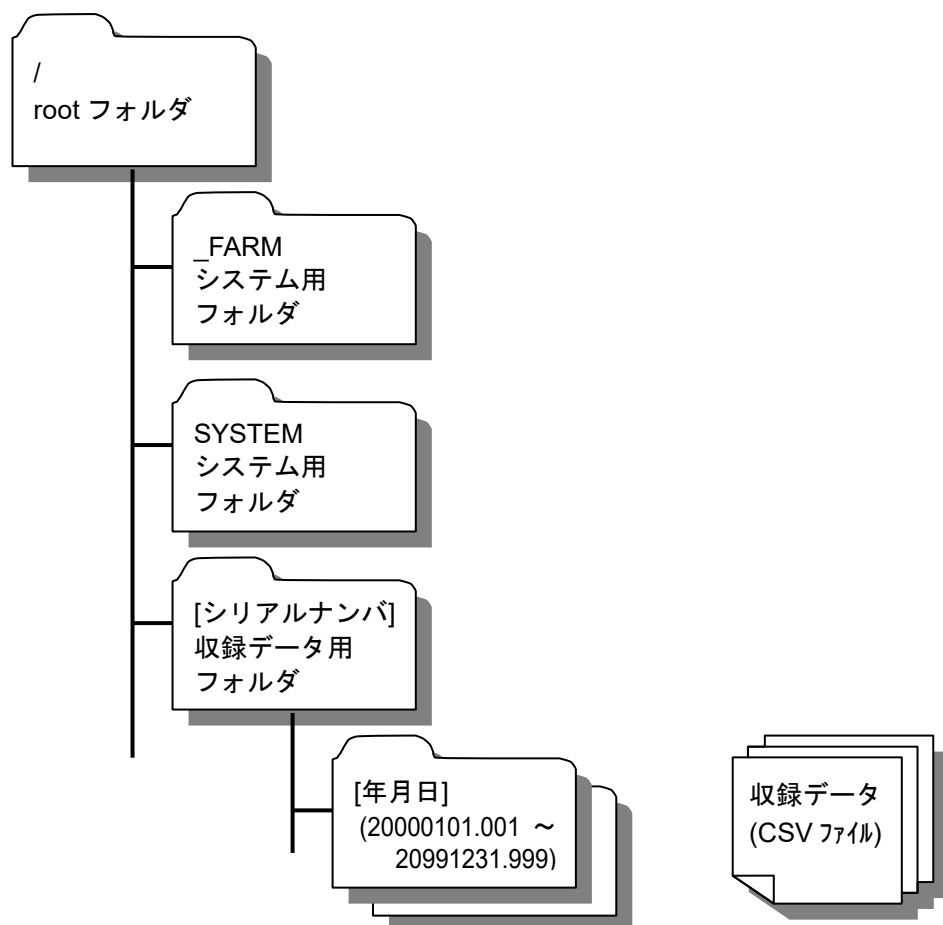 /
root フォルダ
_FARM
システム用
フォルダ
SYSTEM
システム用
フォルダ
[シリアルナンバ]
収録データ用
フォルダ
[年月日]
(20000101.001 ～
20991231.999)
収録データ
(CSV ﾌｧｲﾙ)